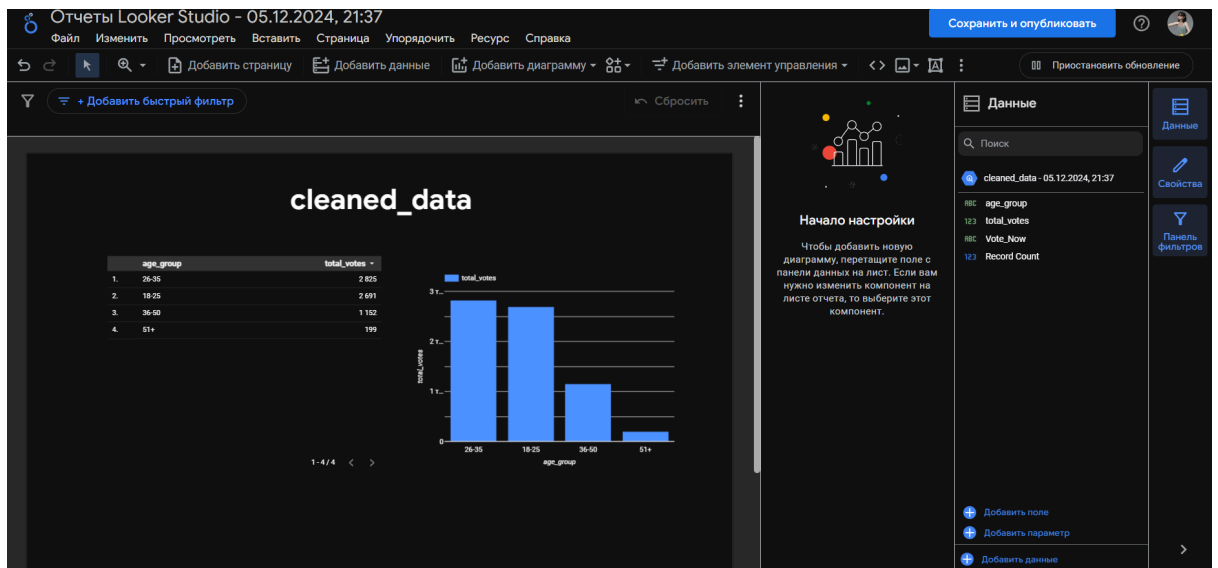 Отчеты Looker Studio - 05.12.2024, 21:37
Файл Изменить Просмотреть Вставить Страница Упорядочить Ресурс Справка
Сохранить и опубликовать
Добавить страницу Добавить данные Добавить диаграмму Добавить элемент управления Приостановить обновление
+ Добавить быстрый фильтр Сбросить
cleaned_data
age_group total_votes
1. 26-35 2 825
2. 18-25 2 691
3. 36-50 1 152
4. 51+ 199
1-4/4 < >
total_votes
3 т...
2 т...
1 т...
0
total_votes
26-35 18-25 36-50 51+
age_group
Начало настройки
Чтобы добавить новую
диаграмму, перетащите поле с
панели данных на лист. Если вам
нужно изменить компонент на
листе отчета, то выберите этот
компонент.
Данные
Поиск
cleaned_data - 05.12.2024, 21:37
ABC age_group
123 total_votes
ABC Vote_Now
123 Record Count
Добавить поле
Добавить параметр
Добавить данные
Данные
Свойства
Панель
фильтров